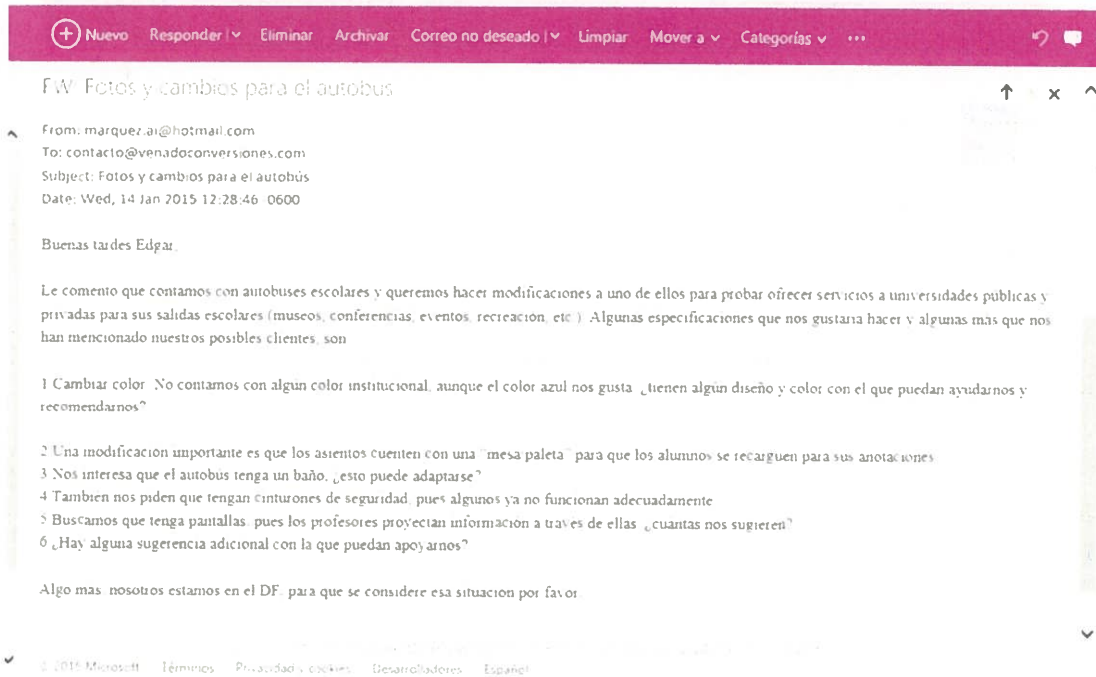 Nuevo Responder Eliminar Archivar Correo no deseado Limpiar Mover a Categorías ...
FW: Fotos y cambios para el autobus
From: marquez.ai@hotmail.com
To: contacto@venadoconversiones.com
Subject: Fotos y cambios para el autobús
Date: Wed, 14 Jan 2015 12:28:46 -0600
Buenas tardes Edgar.
Le comento que contamos con autobuses escolares y queremos hacer modificaciones a uno de ellos para probar ofrecer servicios a universidades publicas y
privadas para sus salidas escolares (museos, conferencias, eventos, recreación, etc.) Algunas especificaciones que nos gustaria hacer y algunas mas que nos
han mencionado nuestros posibles clientes, son
1 Cambiar color. No contamos con algun color institucional, aunque el color azul nos gusta ¿tienen algún diseño y color con el que puedan ayudarnos y
recomendarnos?
2 Una modificacion importante es que los asientos cuenten con una "mesa paleta" para que los alumnos se recarguen para sus anotaciones
3 Nos interesa que el autobús tenga un baño, ¿esto puede adaptarse?
4 Tambien nos piden que tengan cinturones de seguridad, pues algunos ya no funcionan adecuadamente
5 Buscamos que tenga pantallas, pues los profesores proyectan información a traves de ellas ¿cuantas nos sugieren?
6 ¿Hay alguna sugerencia adicional con la que puedan apoyarnos?
Algo mas, nosotros estamos en el DF, para que se considere esa situacion por favor.
© 2015 Microsoft Términos Privacidad y cookies Desarrolladores Español